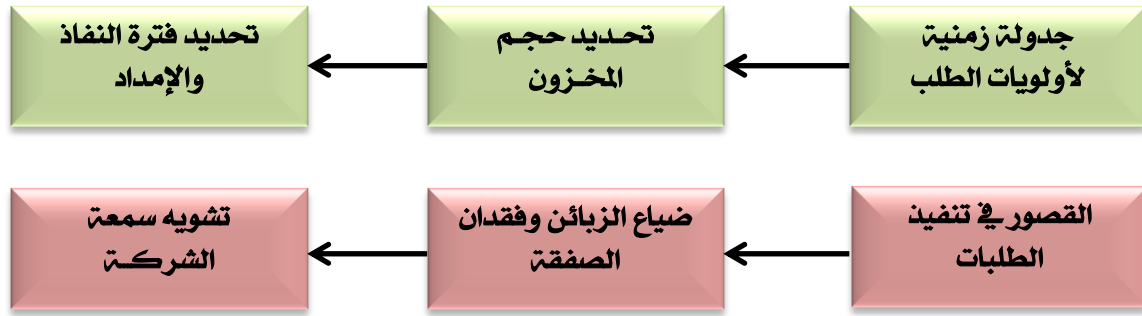 جدولة زمنية
لأولويات الطلب
تحديد حجم
المخزون
تحديد فترة النفاذ
والإمداد
القصور في تنفيذ
الطلبات
ضياع الزبائن وفقدان
الصفقة
تشويه سمعة
الشركة